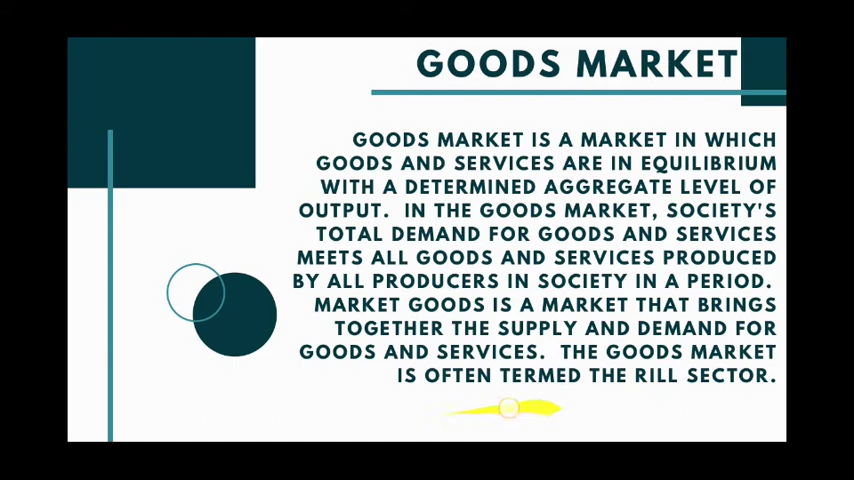 GOODS MARKET
GOODS MARKET IS A MARKET IN WHICH
GOODS AND SERVICES ARE IN EQUILIBRIUM
WITH A DETERMINED AGGREGATE LEVEL OF
OUTPUT. IN THE GOODS MARKET, SOCIETY'S
TOTAL DEMAND FOR GOODS AND SERVICES
MEETS ALL GOODS AND SERVICES PRODUCED
BY ALL PRODUCERS IN SOCIETY IN A PERIOD.
MARKET GOODS IS A MARKET THAT BRINGS
TOGETHER THE SUPPLY AND DEMAND FOR
GOODS AND SERVICES. THE GOODS MARKET
IS OFTEN TERMED THE RILL SECTOR.